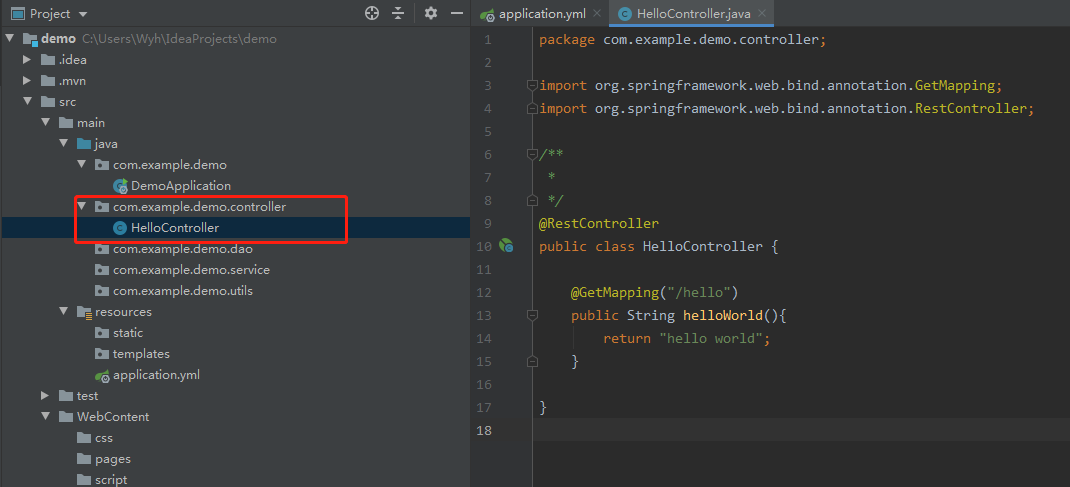 Project
demo C:\Users\Wyh\IdeaProjects\demo
.idea
.mvn
src
main
java
com.example.demo
DemoApplication
com.example.demo.controller
HelloController
com.example.demo.dao
com.example.demo.service
com.example.demo.utils
resources
static
templates
application.yml
test
WebContent
css
pages
script
application.yml HelloController.java
1 package com.example.demo.controller;
2
3 import org.springframework.web.bind.annotation.GetMapping;
4 import org.springframework.web.bind.annotation.RestController;
5
6 /**
7 *
8 */
9 @RestController
10 public class HelloController {
11
12 @GetMapping("/hello")
13 public String helloWorld(){
14 return "hello world";
15 }
16
17 }
18